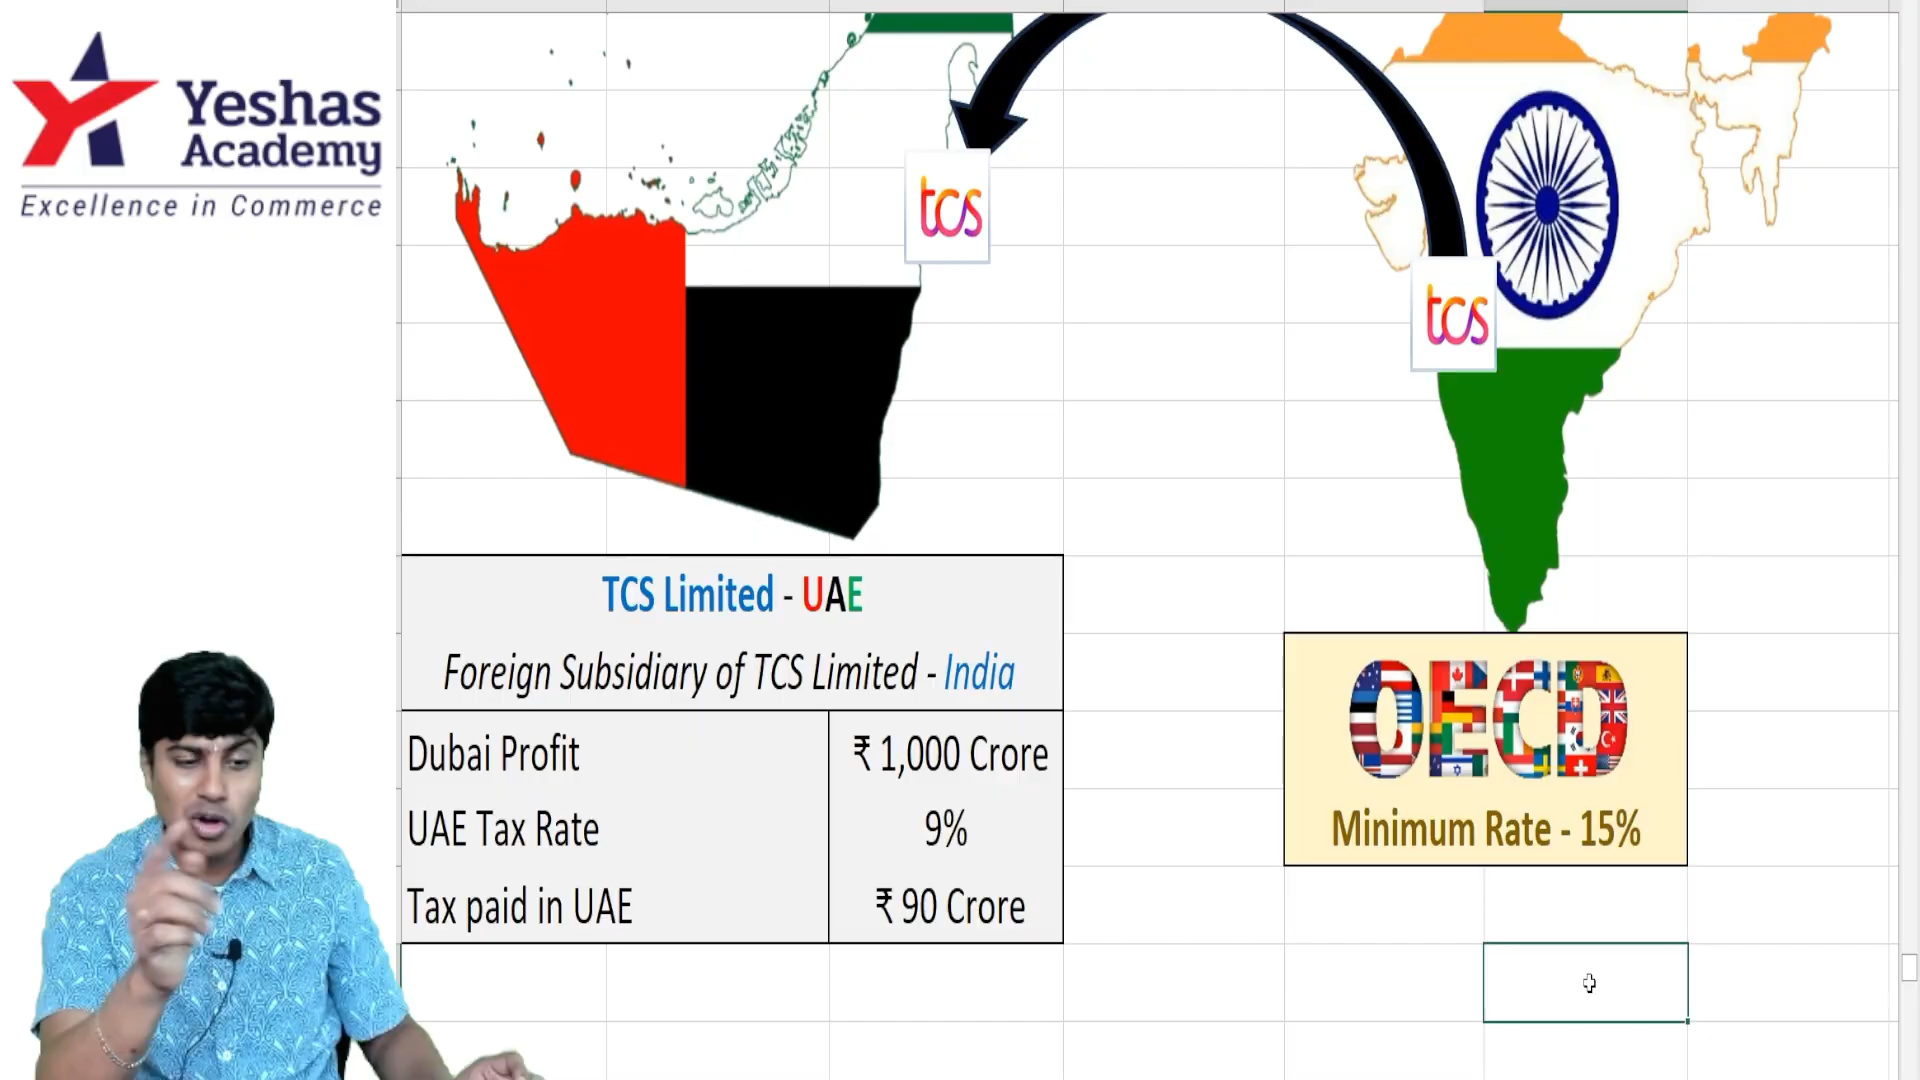 Yeshas
Academy
Excellence in Commerce
tcs
tcs
TCS Limited - UAE
Foreign Subsidiary of TCS Limited - India
Dubai Profit ₹ 1,000 Crore
UAE Tax Rate 9%
Tax paid in UAE ₹ 90 Crore
OECD
Minimum Rate - 15%